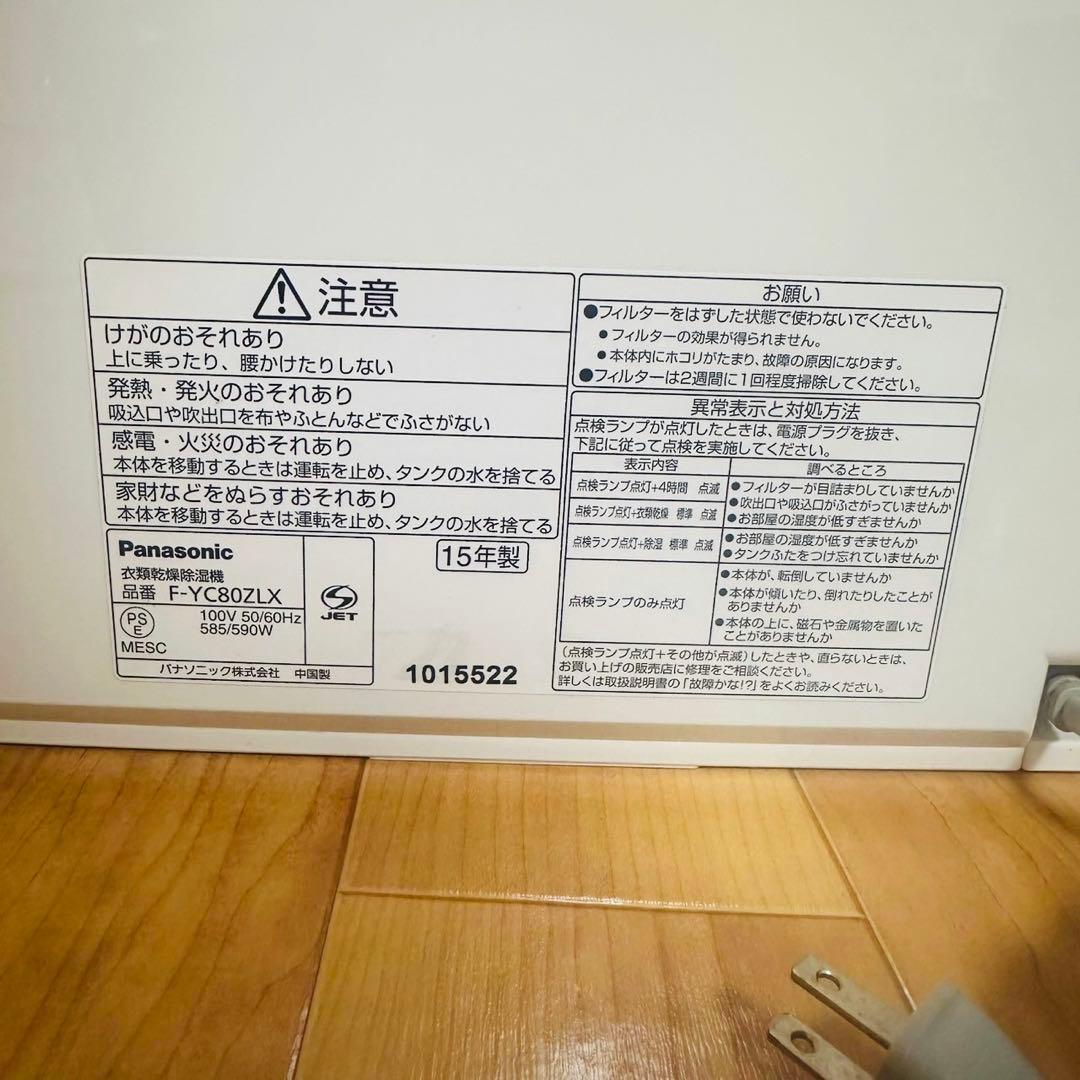 注意
けがのおそれあり
上に乗ったり、腰かけたりしない
発熱・発火のおそれあり
吸込口や吹出口を布やふとんなどでふさがない
感電・火災のおそれあり
本体を移動するときは運転を止め、タンクの水を捨てる
家財などをぬらすおそれあり
本体を移動するときは運転を止め、タンクの水を捨てる
Panasonic
衣類乾燥除湿機
品番 F-YC80ZLX
PS
E
MESC
100V 50/60Hz
585/590W
パナソニック株式会社 中国製
JET
15年製
1015522
お願い
●フィルターをはずした状態で使わないでください。
●フィルターの効果が得られません。
●本体内にホコリがたまり、故障の原因になります。
●フィルターは2週間に1回程度掃除してください。
異常表示と対処方法
点検ランプが点灯したときは、電源プラグを抜き、
下記に従って点検を実施してください。
表示内容 調べるところ
点検ランプ点灯+4時間 点滅
点検ランプ点灯+衣類乾燥 標準 点滅
●フィルターが目詰まりしていませんか
●吹出口や吸込口がふさがっていませんか
●お部屋の湿度が低すぎませんか
点検ランプ点灯+除湿 標準 点滅
●お部屋の湿度が低すぎませんか
●タンクふたをつけ忘れていませんか
点検ランプのみ点灯
●本体が、転倒していませんか
●本体が傾いたり、倒れたりしたことが
ありませんか
●本体の上に、磁石や金属物を置いた
ことがありませんか
(点検ランプ点灯+その他が点滅)したときや、直らないときは、
お買い上げの販売店に修理をご相談ください。
詳しくは取扱説明書の「故障かな!?」をよくお読みください。